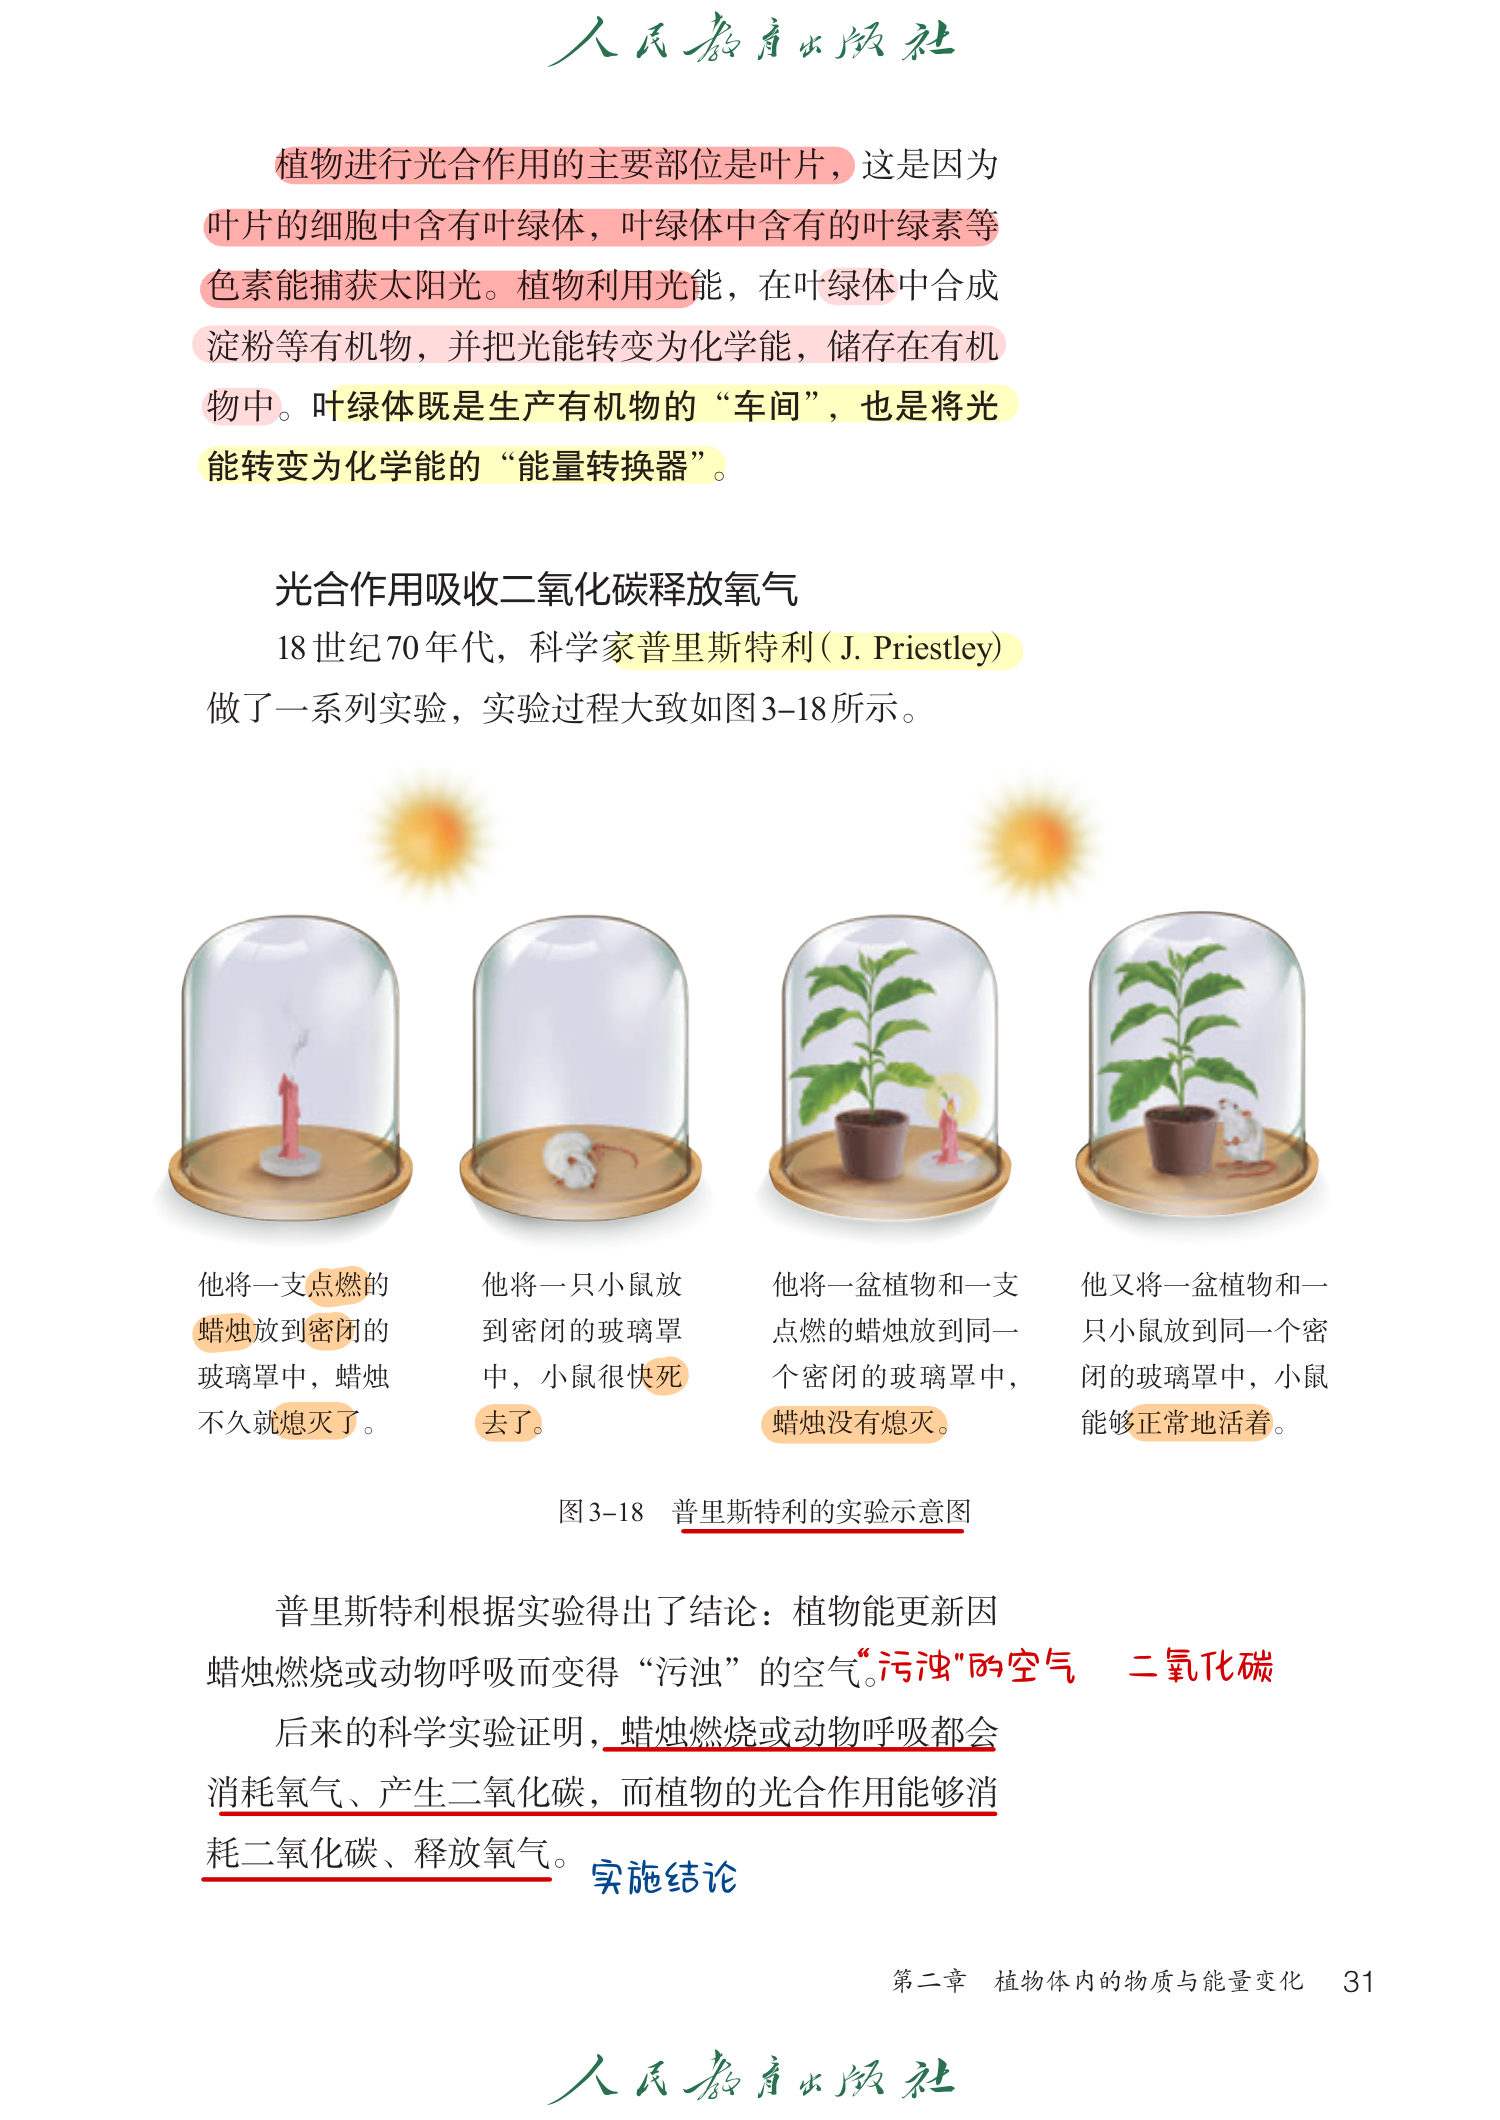 人民教育出版社
植物进行光合作用的主要部位是叶片，这是因为
叶片的细胞中含有叶绿体，叶绿体中含有的叶绿素等
色素能捕获太阳光。植物利用光能，在叶绿体中合成
淀粉等有机物，并把光能转变为化学能，储存在有机
物中。叶绿体既是生产有机物的“车间”，也是将光
能转变为化学能的“能量转换器”。
光合作用吸收二氧化碳释放氧气
18世纪70年代，科学家普里斯特利（J. Priestley）
做了一系列实验，实验过程大致如图3-18所示。
他将一支点燃的
蜡烛放到密闭的
玻璃罩中，蜡烛
不久就熄灭了。
他将一只小鼠放
到密闭的玻璃罩
中，小鼠很快死
去了。
他将一盆植物和一支
点燃的蜡烛放到同一
个密闭的玻璃罩中，
蜡烛没有熄灭。
他又将一盆植物和一
只小鼠放到同一个密
闭的玻璃罩中，小鼠
能够正常地活着。
图3-18 普里斯特利的实验示意图
普里斯特利根据实验得出了结论：植物能更新因
蜡烛燃烧或动物呼吸而变得“污浊”的空气。
“污浊”的空气 二氧化碳
后来的科学实验证明，蜡烛燃烧或动物呼吸都会
消耗氧气、产生二氧化碳，而植物的光合作用能够消
耗二氧化碳、释放氧气。
实施结论
第二章 植物体内的物质与能量变化 31
人民教育出版社